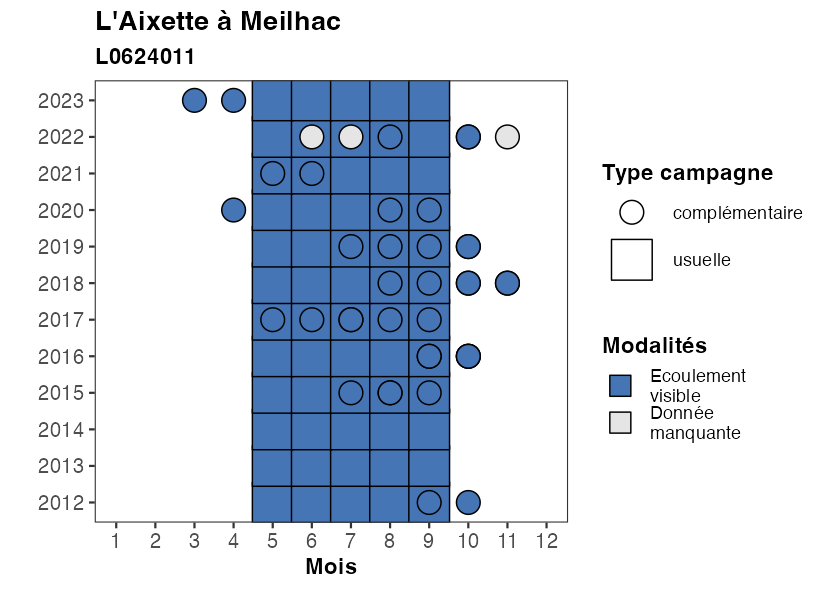 L'Aixette à Meilhac
L0624011
2023
2022
2021
2020
2019
2018
2017
2016
2015
2014
2013
2012
1 2 3 4 5 6 7 8 9 10 11 12
Mois
Type campagne
complémentaire
usuelle
Modalités
Ecoulement
visible
Donnée
manquante